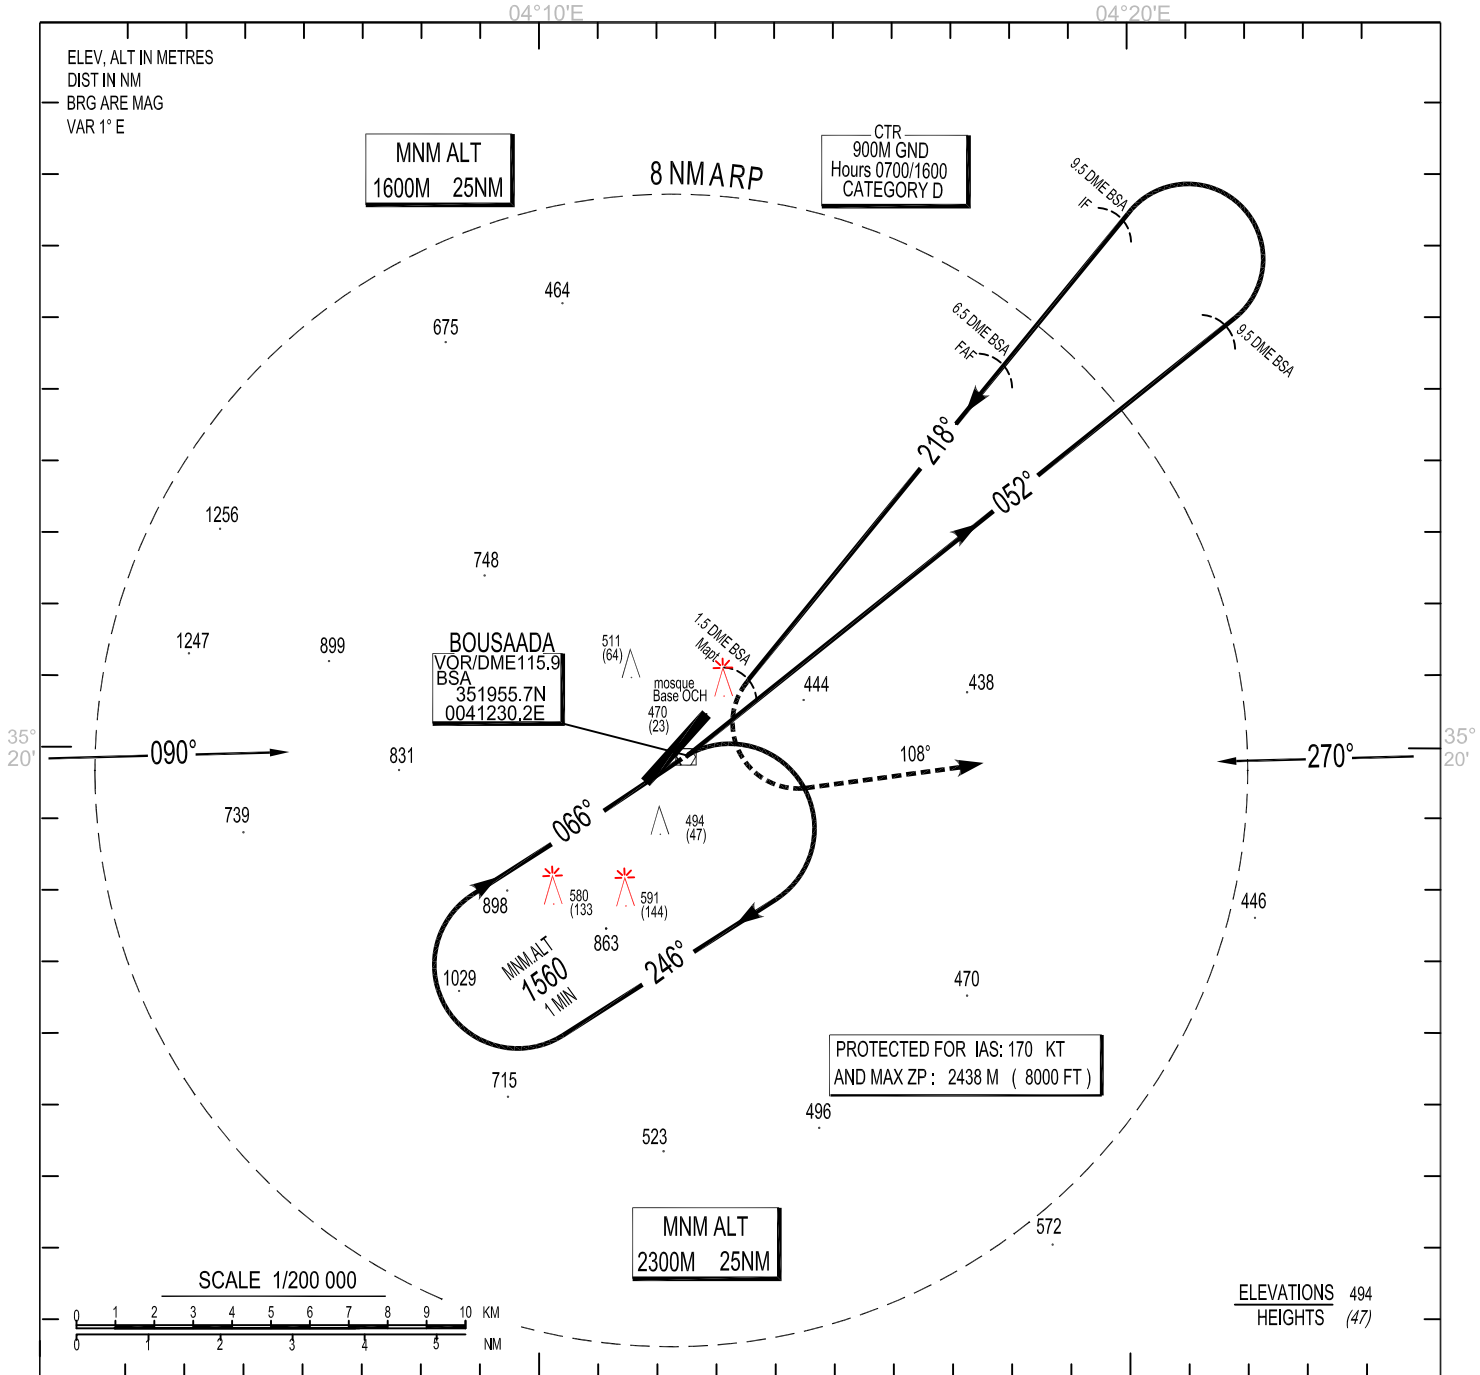 04°10'E
04°20'E
ELEV, ALT IN METRES
DIST IN NM
BRG ARE MAG
VAR 1° E
MNM ALT
1600M 25NM
8 NM ARP
CTR
900M GND
Hours 0700/1600
CATEGORY D
9.5 DME BSA
IF
464
675
6.5 DME BSA
FAF
9.5 DME BSA
218°
052°
1256
748
1247
899
BOUSAADA
VOR/DME115.9
BSA
351955.7N
0041230,2E
511
(64)
1.5 DME BSA
Mapt
mosque
Base OCH
470
(23)
444
438
35°
20'
090°
831
108°
270°
35°
20'
739
066°
494
(47)
898
580
(133
591
(144)
446
863
246°
MNM.ALT
1560
1 MIN
1029
470
PROTECTED FOR IAS: 170 KT
AND MAX ZP : 2438 M ( 8000 FT )
715
496
523
MNM ALT
2300M 25NM
572
SCALE 1/200 000
0 1 2 3 4 5 6 7 8 9 10 KM
0 1 2 3 4 5 NM
ELEVATIONS 494
HEIGHTS (47)